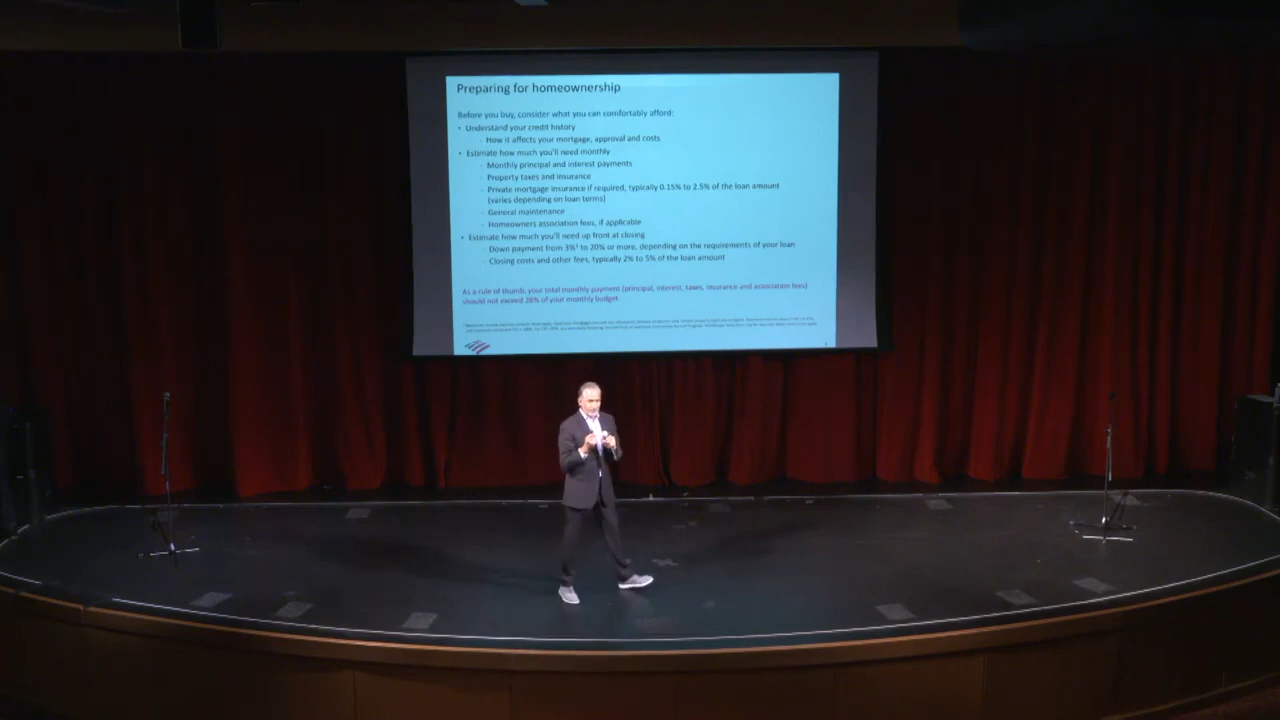 Preparing for homeownership
Before you buy, consider what you can comfortably afford:
• Understand your credit history
- How it affects your mortgage, approval and costs
• Estimate how much you'll need monthly
- Monthly principal and interest payments
- Property taxes and insurance
- Private mortgage insurance if required, typically 0.15% to 2.5% of the loan amount
(varies depending on loan terms)
- General maintenance
- Homeowners association fees, if applicable
• Estimate how much you'll need up front at closing
- Down payment from 3%¹ to 20% or more, depending on the requirements of your loan
- Closing costs and other fees, typically 2% to 5% of the loan amount
As a rule of thumb, your total monthly payment (principal, interest, taxes, insurance and association fees)
should not exceed 28% of your monthly budget